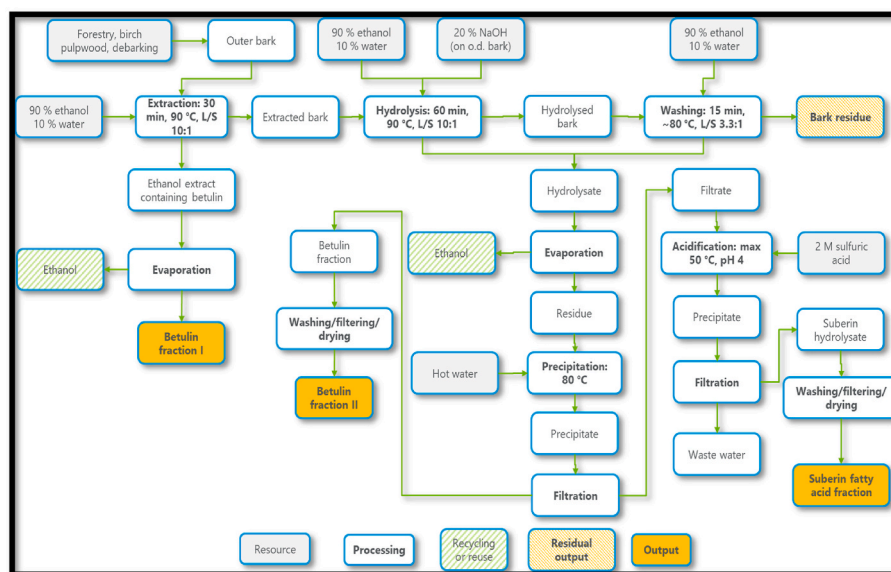 Forestry, birch
pulpwood, debarking
Outer bark
90 % ethanol
10 % water
20 % NaOH
(on o.d. bark)
90 % ethanol
10 % water
90 % ethanol
10 % water
Extraction: 30
min, 90 °C, L/S
10:1
Extracted bark
Hydrolysis: 60 min,
90 °C, L/S 10:1
Hydrolysed
bark
Washing: 15 min,
~80 °C, L/S 3.3:1
Bark residue
Ethanol extract
containing betulin
Hydrolysate
Filtrate
Ethanol
Evaporation
Betulin
fraction
Ethanol
Evaporation
Acidification: max
50 °C, pH 4
2 M sulfuric
acid
Betulin
fraction I
Washing/filtering/
drying
Residue
Precipitate
Suberin
hydrolysate
Betulin
fraction II
Hot water
Precipitation:
80 °C
Filtration
Washing/filtering/
drying
Precipitate
Waste water
Filtration
Suberin fatty
acid fraction
Resource
Processing
Recycling
or reuse
Residual
output
Output